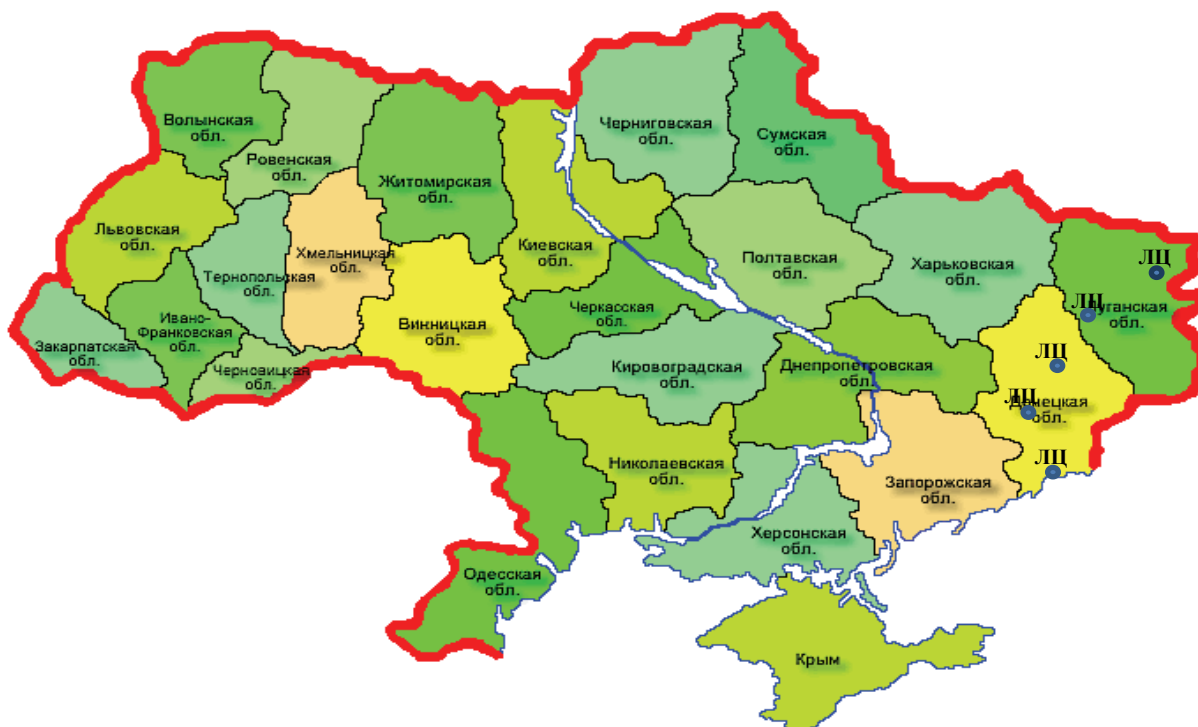 Волынская
обл.
Ровенская
обл.
Житомирская
обл.
Черниговская
обл.
Сумская
обл.
Львовская
обл.
Тернопольская
обл.
Хмельницкая
обл.
Киевская
обл.
Полтавская
обл.
Харьковская
обл.
ЛЦ
ЛЦ
Луганская
обл.
Закарпатская
обл.
Ивано-
Франковская
обл.
Черновицкая
обл.
Винницкая
обл.
Черкасская
обл.
Кировоградская
обл.
Днепропетровская
обл.
ЛЦ
ЛЦ
Донецкая
обл.
ЛЦ
Николаевская
обл.
Запорожская
обл.
Херсонская
обл.
Одесская
обл.
Крым